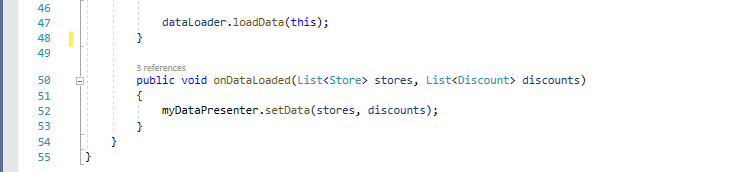 46
47 dataLoader.loadData(this);
48 }
49
3 references
50 public void onDataLoaded(List<Store> stores, List<Discount> discounts)
51 {
52 myDataPresenter.setData(stores, discounts);
53 }
54 }
55 }